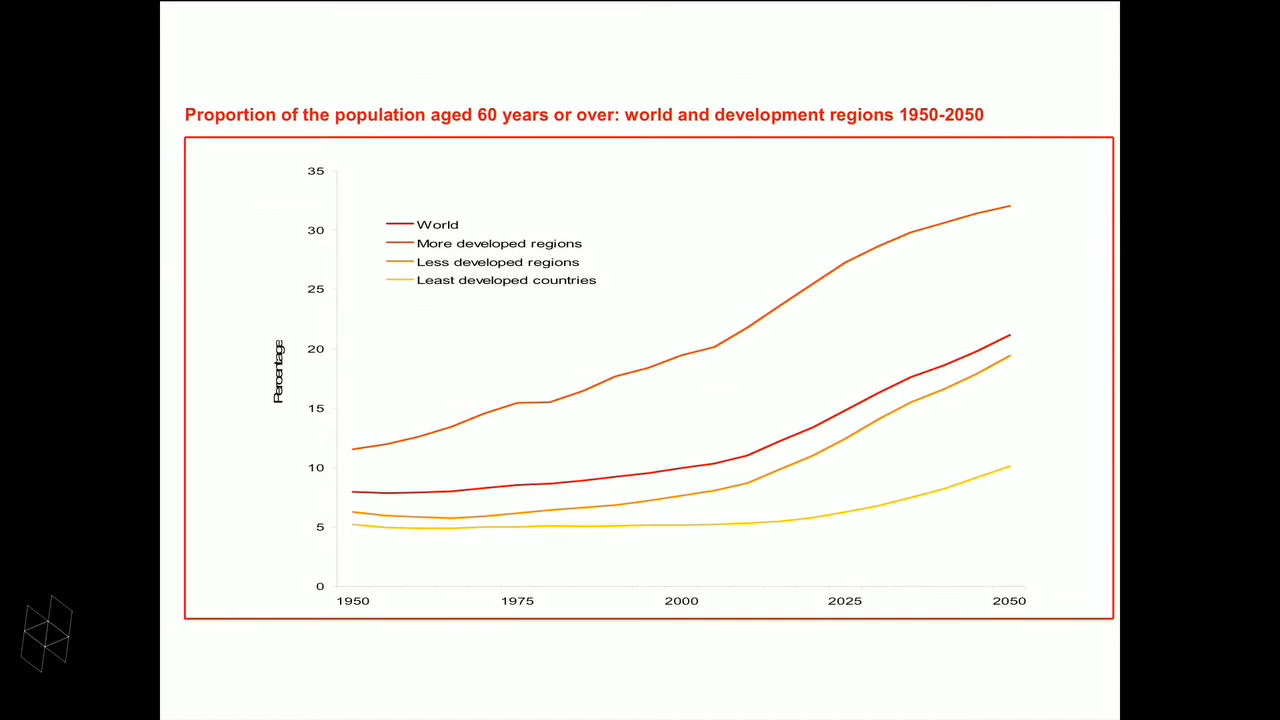 Proportion of the population aged 60 years or over: world and development regions 1950-2050
35
30
25
20
15
10
5
0
Percentage
World
More developed regions
Less developed regions
Least developed countries
1950 1975 2000 2025 2050